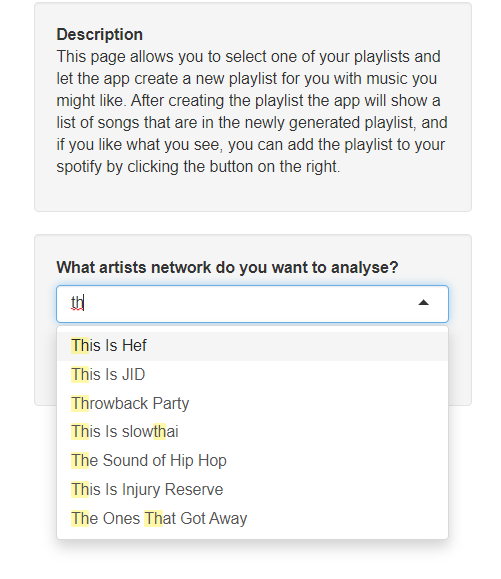 Description
This page allows you to select one of your playlists and
let the app create a new playlist for you with music you
might like. After creating the playlist the app will show a
list of songs that are in the newly generated playlist, and
if you like what you see, you can add the playlist to your
spotify by clicking the button on the right.
What artists network do you want to analyse?
th
This Is Hef
This Is JID
Throwback Party
This Is slowthai
The Sound of Hip Hop
This Is Injury Reserve
The Ones That Got Away